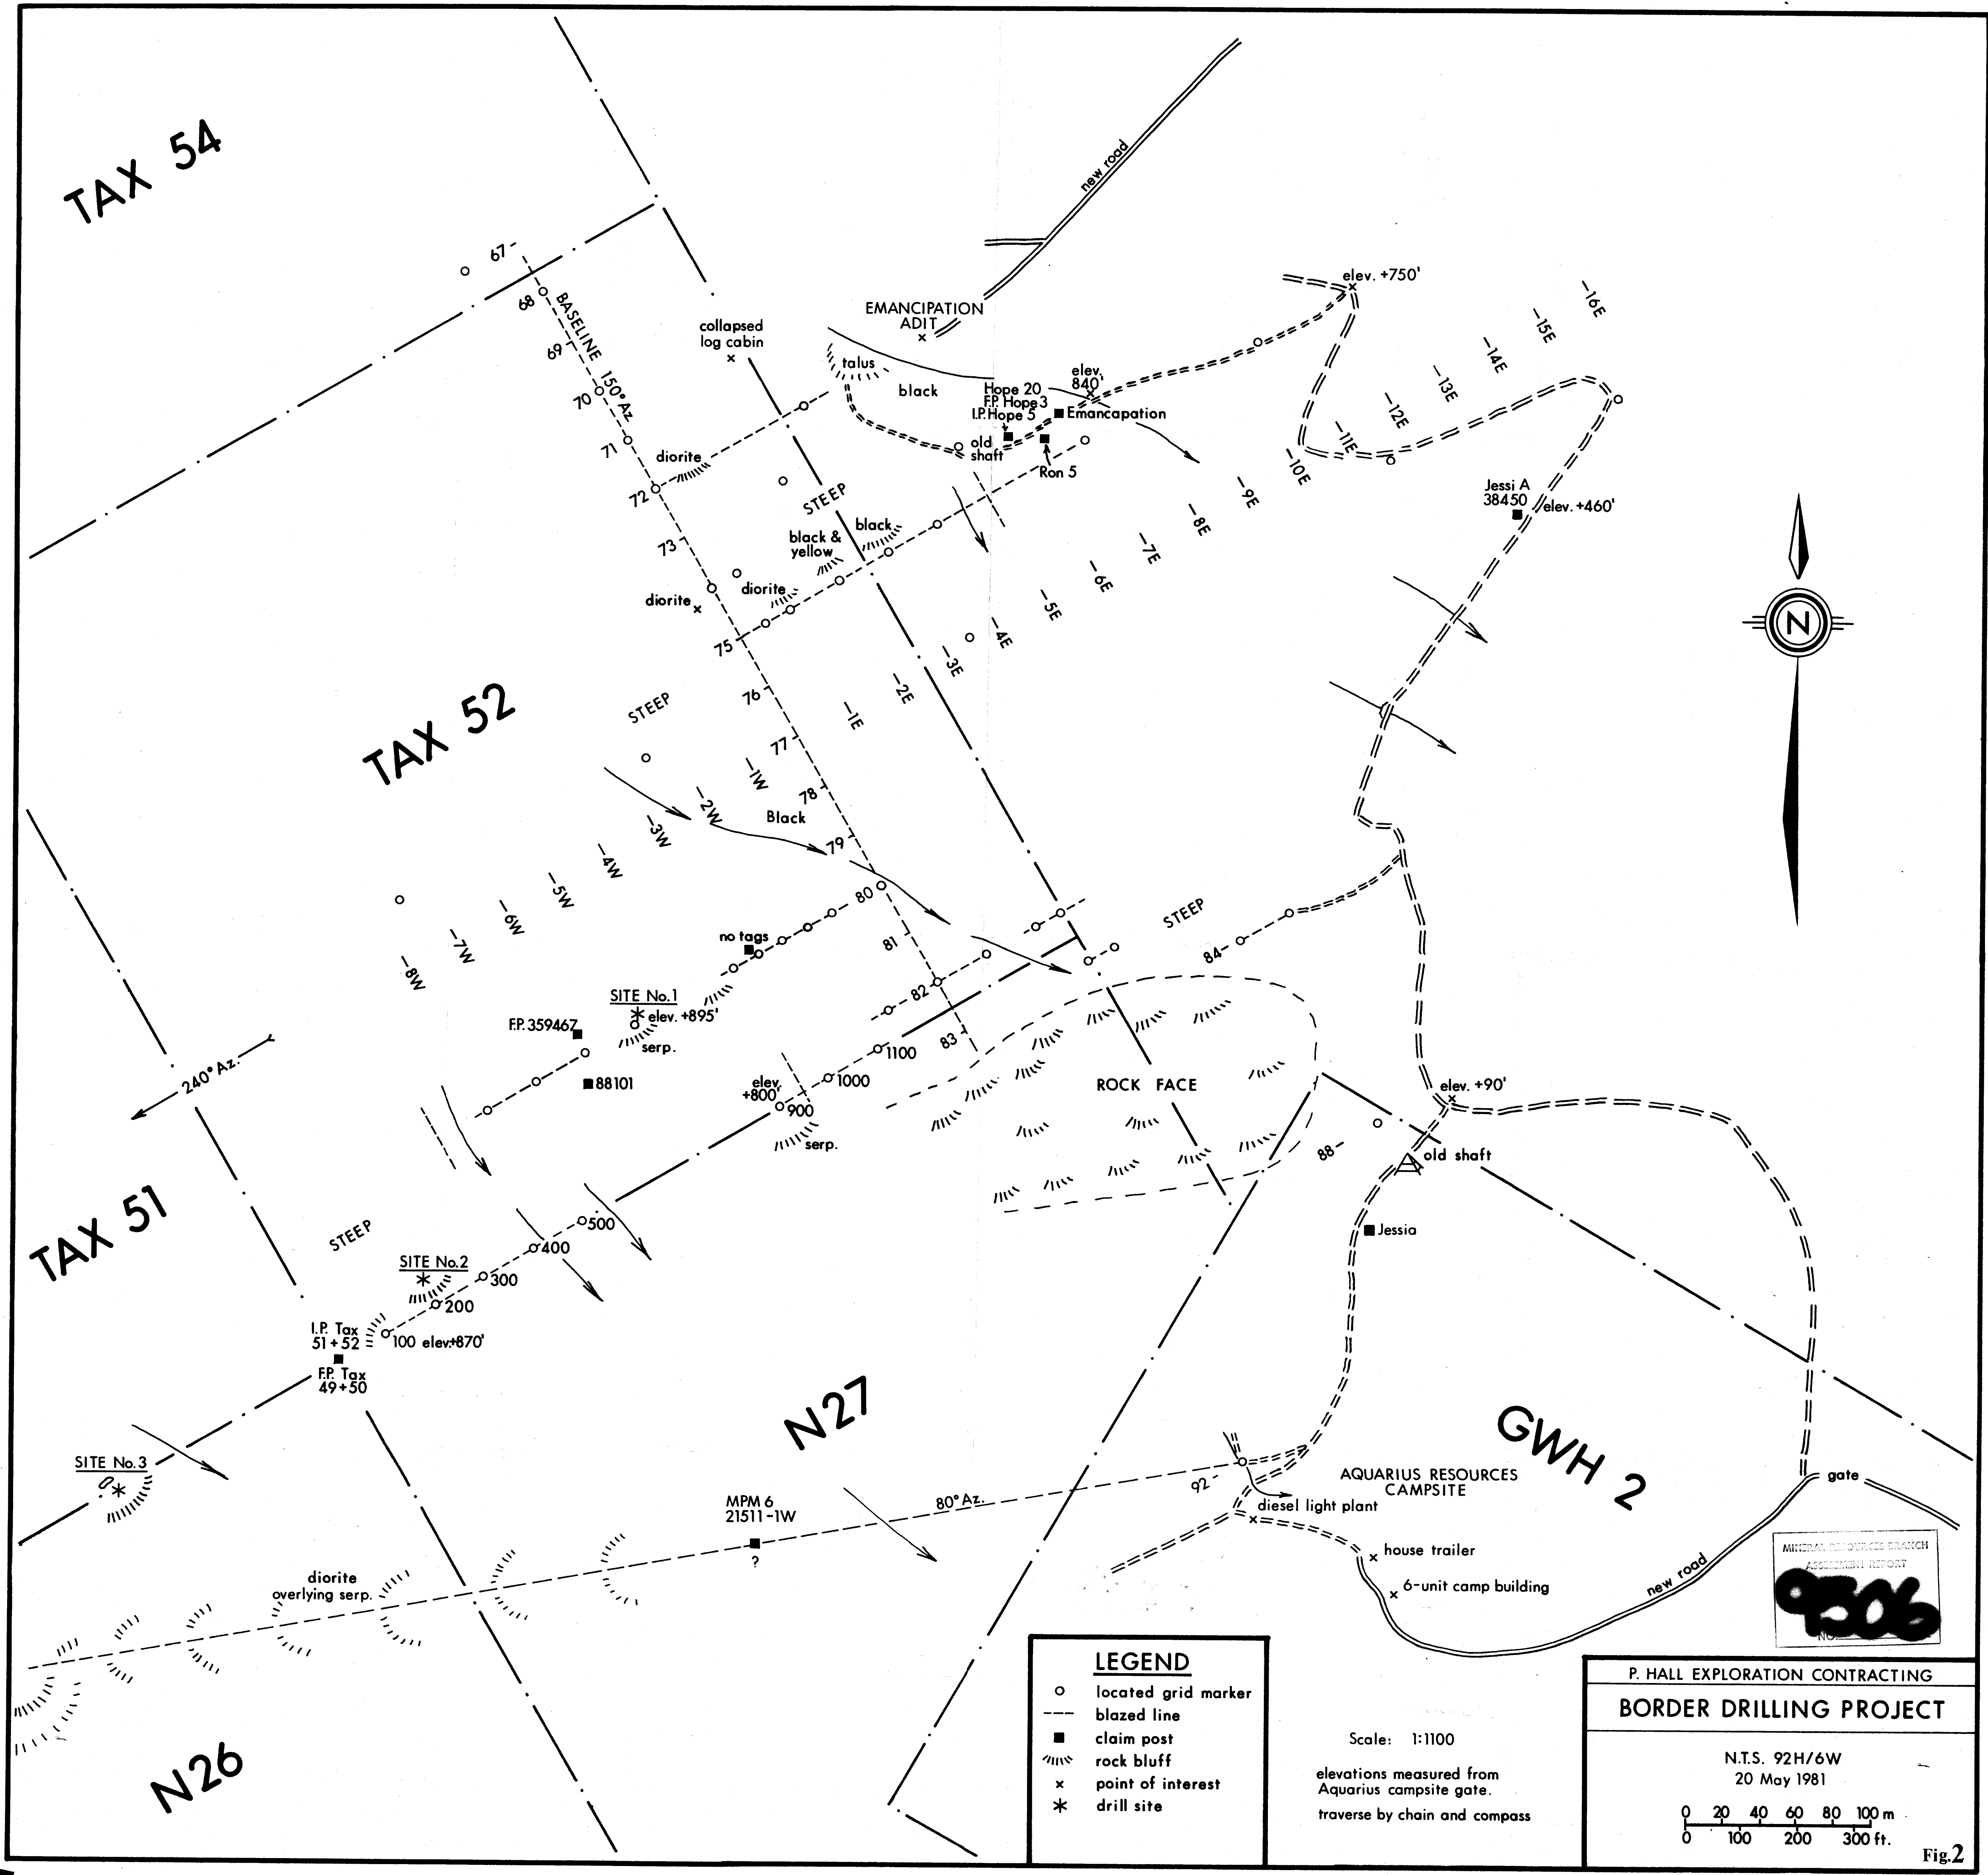 TAX 54
new road
67
68
BASELINE 150° Az.
69
70
71
72
73
75
76
77
78
79
80
81
82
83
84
88
92
EMANCIPATION
ADIT
collapsed
log cabin
talus
black
elev.
840'
Hope 20
F.P. Hope 3
I.P. Hope 5
Emancapation
old
shaft
Ron 5
elev. +750'
-16E
-15E
-14E
-13E
-12E
-11E
-10E
-9E
-8E
-7E
-6E
-5E
-4E
-3E
-2E
-1E
-1W
-2W
-3W
-4W
-5W
-6W
-7W
-8W
diorite
STEEP
black
black &
yellow
diorite
diorite
Jessi A
38450
elev. +460'
N
TAX 52
STEEP
Black
no tags
SITE No.1
elev. +895'
serp.
F.P. 359467
88101
240° Az.
STEEP
1100
1000
elev.
+800'
900
serp.
ROCK FACE
elev. +90'
old shaft
Jessia
TAX 51
STEEP
500
400
300
SITE No.2
200
100 elev.+870'
I.P. Tax
51+52
F.P. Tax
49+50
N27
GWH 2
SITE No.3
MPM 6
21511-1W
?
80° Az.
AQUARIUS RESOURCES
CAMPSITE
diesel light plant
house trailer
6-unit camp building
gate
new road
diorite
overlying serp.
N26
MINERAL RESOURCES BRANCH
ASSESSMENT REPORT
9506
NO.
LEGEND
located grid marker
blazed line
claim post
rock bluff
point of interest
drill site
Scale: 1:1100
elevations measured from
Aquarius campsite gate.
traverse by chain and compass
P. HALL EXPLORATION CONTRACTING
BORDER DRILLING PROJECT
N.T.S. 92H/6W
20 May 1981
0 20 40 60 80 100 m
0 100 200 300 ft.
Fig.2